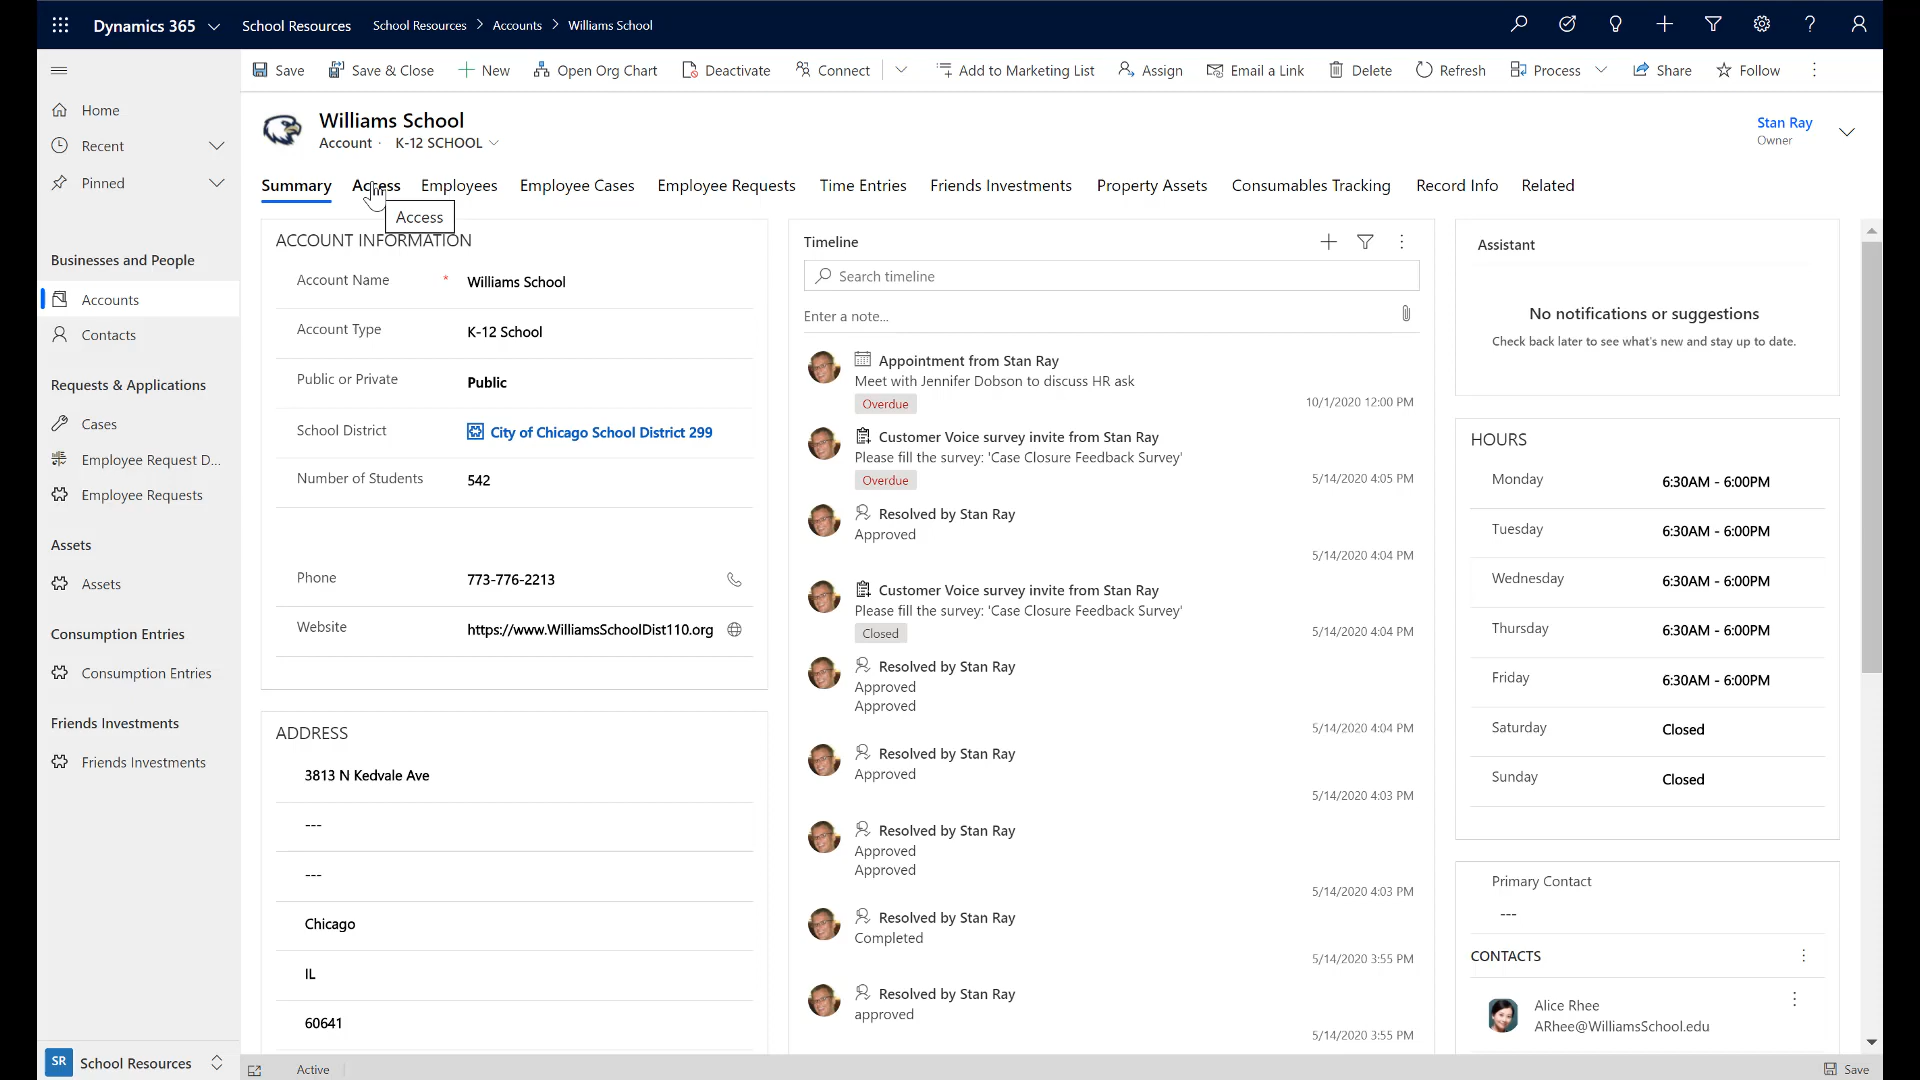 Dynamics 365 School Resources School Resources > Accounts > Williams School
Save Save & Close New Open Org Chart Deactivate Connect Add to Marketing List Assign Email a Link Delete Refresh Process Share Follow
Home
Recent
Pinned
Businesses and People
Accounts
Contacts
Requests & Applications
Cases
Employee Request D...
Employee Requests
Assets
Assets
Consumption Entries
Consumption Entries
Friends Investments
Friends Investments
SR School Resources
Williams School
Account · K-12 SCHOOL
Stan Ray
Owner
Summary Access Employees Employee Cases Employee Requests Time Entries Friends Investments Property Assets Consumables Tracking Record Info Related
Access
ACCOUNT INFORMATION
Account Name * Williams School
Account Type K-12 School
Public or Private Public
School District City of Chicago School District 299
Number of Students 542
Phone 773-776-2213
Website https://www.WilliamsSchoolDist110.org
ADDRESS
3813 N Kedvale Ave
---
---
Chicago
IL
60641
Timeline
Search timeline
Enter a note...
Appointment from Stan Ray
Meet with Jennifer Dobson to discuss HR ask
Overdue 10/1/2020 12:00 PM
Customer Voice survey invite from Stan Ray
Please fill the survey: 'Case Closure Feedback Survey'
Overdue 5/14/2020 4:05 PM
Resolved by Stan Ray
Approved
5/14/2020 4:04 PM
Customer Voice survey invite from Stan Ray
Please fill the survey: 'Case Closure Feedback Survey'
Closed 5/14/2020 4:04 PM
Resolved by Stan Ray
Approved
Approved
5/14/2020 4:04 PM
Resolved by Stan Ray
Approved
5/14/2020 4:03 PM
Resolved by Stan Ray
Approved
Approved
5/14/2020 4:03 PM
Resolved by Stan Ray
Completed
5/14/2020 3:55 PM
Resolved by Stan Ray
approved
5/14/2020 3:55 PM
Assistant
No notifications or suggestions
Check back later to see what's new and stay up to date.
HOURS
Monday 6:30AM - 6:00PM
Tuesday 6:30AM - 6:00PM
Wednesday 6:30AM - 6:00PM
Thursday 6:30AM - 6:00PM
Friday 6:30AM - 6:00PM
Saturday Closed
Sunday Closed
Primary Contact
---
CONTACTS
Alice Rhee
ARhee@WilliamsSchool.edu
Active
Save